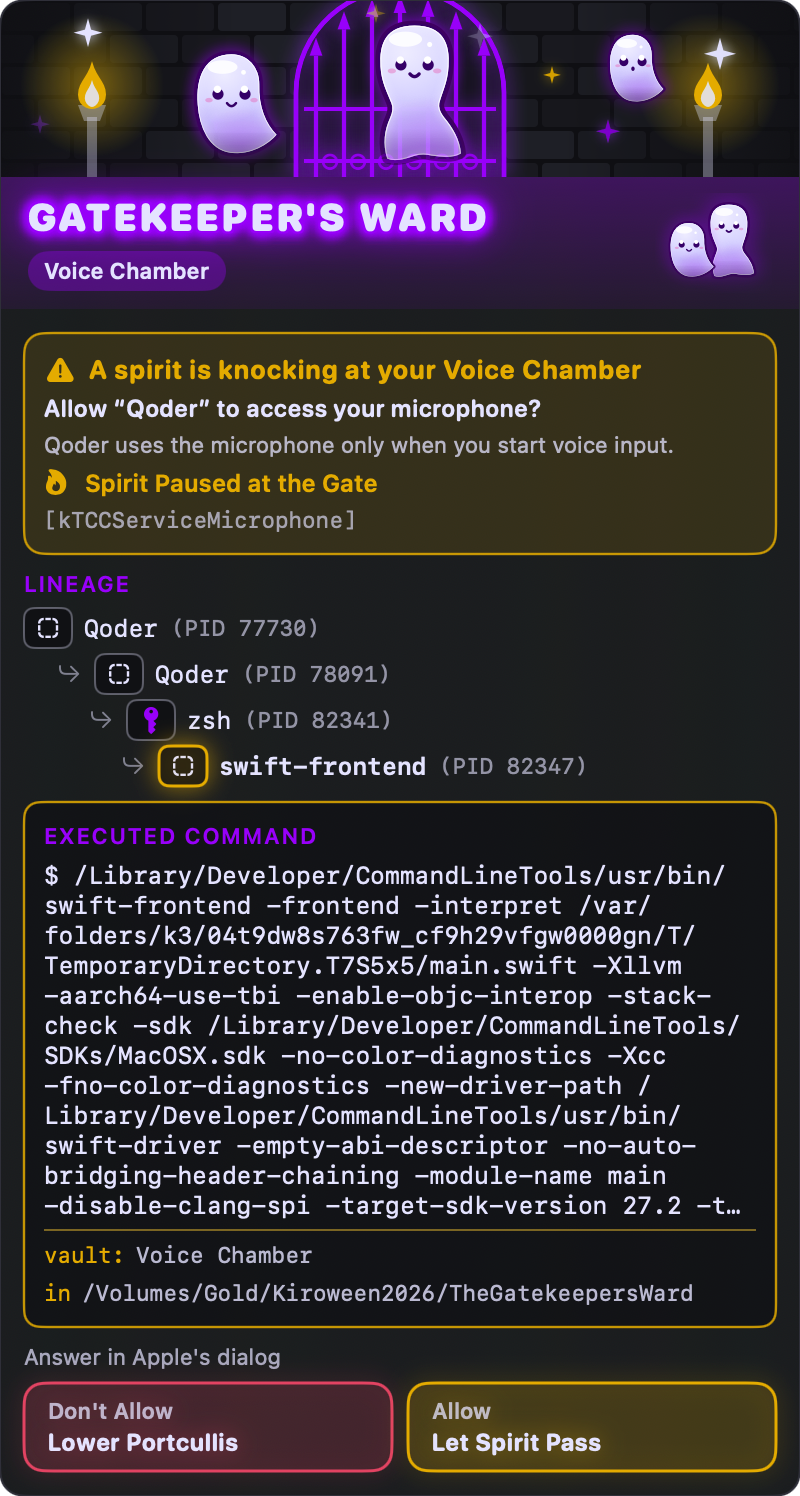 GATEKEEPER'S WARD
Voice Chamber
A spirit is knocking at your Voice Chamber
Allow “Qoder” to access your microphone?
Qoder uses the microphone only when you start voice input.
Spirit Paused at the Gate
[kTCCServiceMicrophone]
LINEAGE
Qoder (PID 77730)
Qoder (PID 78091)
zsh (PID 82341)
swift-frontend (PID 82347)
EXECUTED COMMAND
$ /Library/Developer/CommandLineTools/usr/bin/
swift-frontend -frontend -interpret /var/
folders/k3/04t9dw8s763fw_cf9h29vfgw0000gn/T/
TemporaryDirectory.T7S5x5/main.swift -Xllvm
-aarch64-use-tbi -enable-objc-interop -stack-
check -sdk /Library/Developer/CommandLineTools/
SDKs/MacOSX.sdk -no-color-diagnostics -Xcc
-fno-color-diagnostics -new-driver-path /
Library/Developer/CommandLineTools/usr/bin/
swift-driver -empty-abi-descriptor -no-auto-
bridging-header-chaining -module-name main
-disable-clang-spi -target-sdk-version 27.2 -t…
vault: Voice Chamber
in /Volumes/Gold/Kiroween2026/TheGatekeepersWard
Answer in Apple's dialog
Don't Allow
Lower Portcullis
Allow
Let Spirit Pass